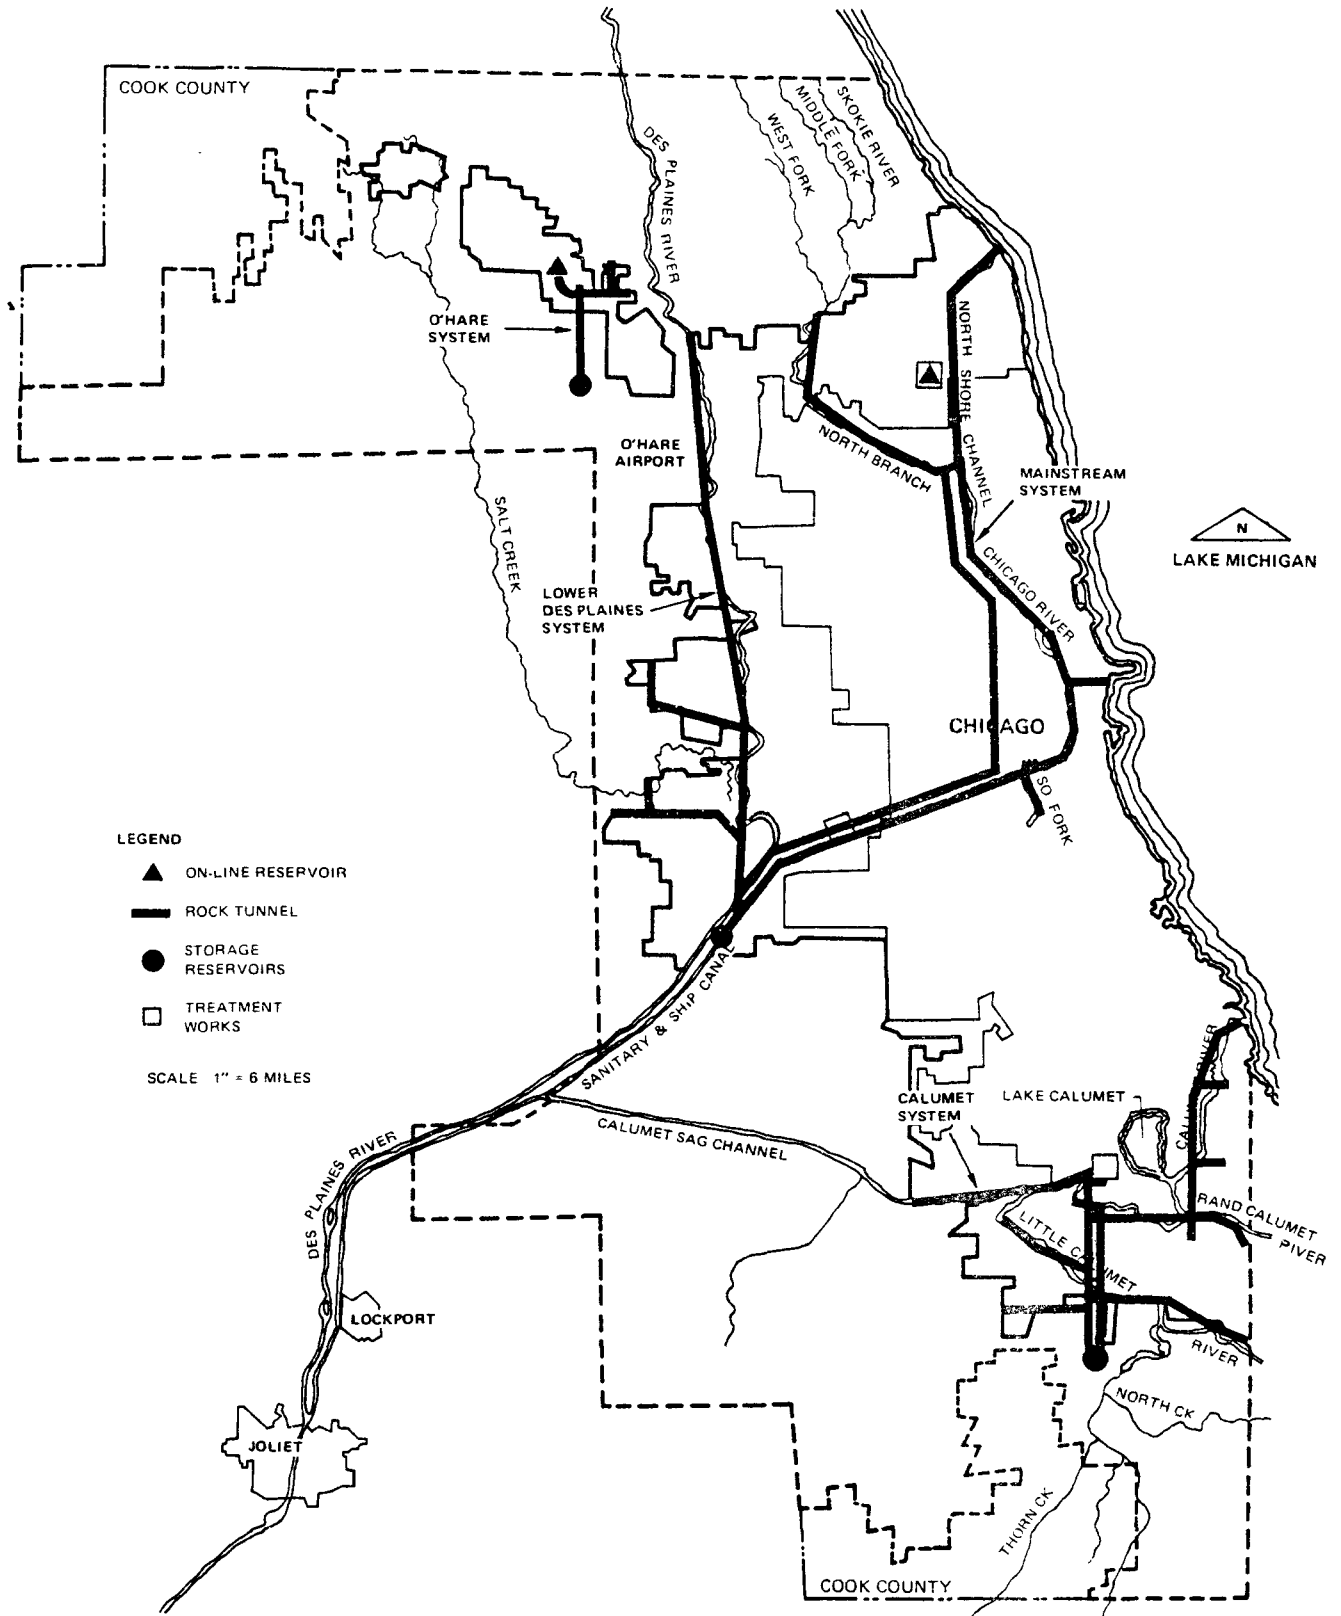 COOK COUNTY
DES PLAINES RIVER
WEST FORK
MIDDLE FORK
SKOKIE RIVER
O'HARE
SYSTEM
NORTH SHORE CHANNEL
O'HARE
AIRPORT
NORTH BRANCH
MAINSTREAM
SYSTEM
SALT CREEK
N
LAKE MICHIGAN
CHICAGO RIVER
LOWER
DES PLAINES
SYSTEM
CHICAGO
SO FORK
LEGEND
ON-LINE RESERVOIR
ROCK TUNNEL
STORAGE
RESERVOIRS
TREATMENT
WORKS
SCALE 1" = 6 MILES
SANITARY & SHIP CANAL
CALUMET
SYSTEM
LAKE CALUMET
RIVER
CALUMET SAG CHANNEL
DES PLAINES RIVER
RAND CALUMET
RIVER
LITTLE CALUMET
RIVER
LOCKPORT
NORTH CK
JOLIET
THORN CK
COOK COUNTY